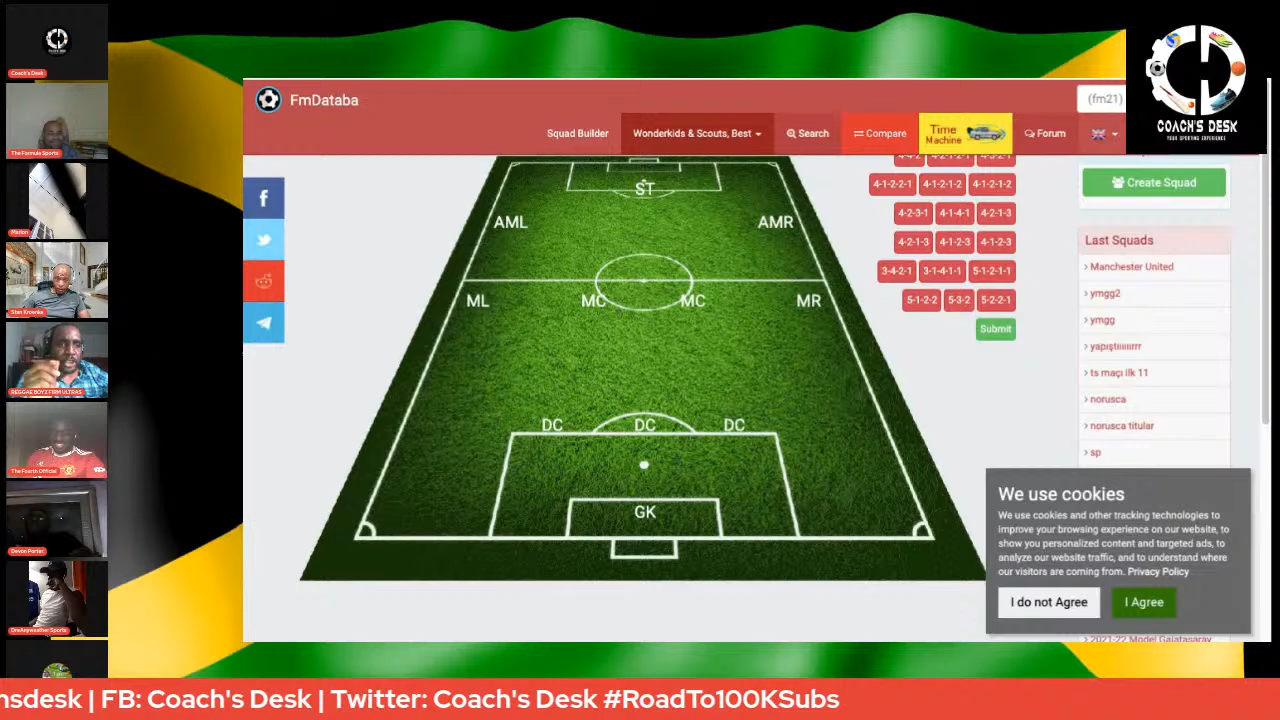 Coach's Desk
The Formula Sports
Marlon
Stan Kroenke
REGGAE BOYZ FIRM ULTRAS
The Fourth Official
Devon Porter
DreAnyweather Sports
FmDataba
(fm21)
Squad Builder
Wonderkids & Scouts, Best
Search
Compare
Time Machine
Forum
COACH'S DESK
YOUR SPORTING EXPERIENCE
ST
AML
AMR
ML
MC
MC
MR
DC
DC
DC
GK
4-1-2-2-1 4-1-2-1-2 4-1-2-1-2
4-2-3-1 4-1-4-1 4-2-1-3
4-2-1-3 4-1-2-3 4-1-2-3
3-4-2-1 3-1-4-1-1 5-1-2-1-1
5-1-2-2 5-3-2 5-2-2-1
Submit
Create Squad
Last Squads
Manchester United
ymgg2
ymgg
ts maçı ilk 11
norusca
norusca titular
sp
We use cookies
We use cookies and other tracking technologies to
improve your browsing experience on our website, to
show you personalized content and targeted ads, to
analyze our website traffic, and to understand where
our visitors are coming from. Privacy Policy
I do not Agree
I Agree
2021-22 Model Galatasaray
nsdesk | FB: Coach's Desk | Twitter: Coach's Desk #RoadTo100KSubs